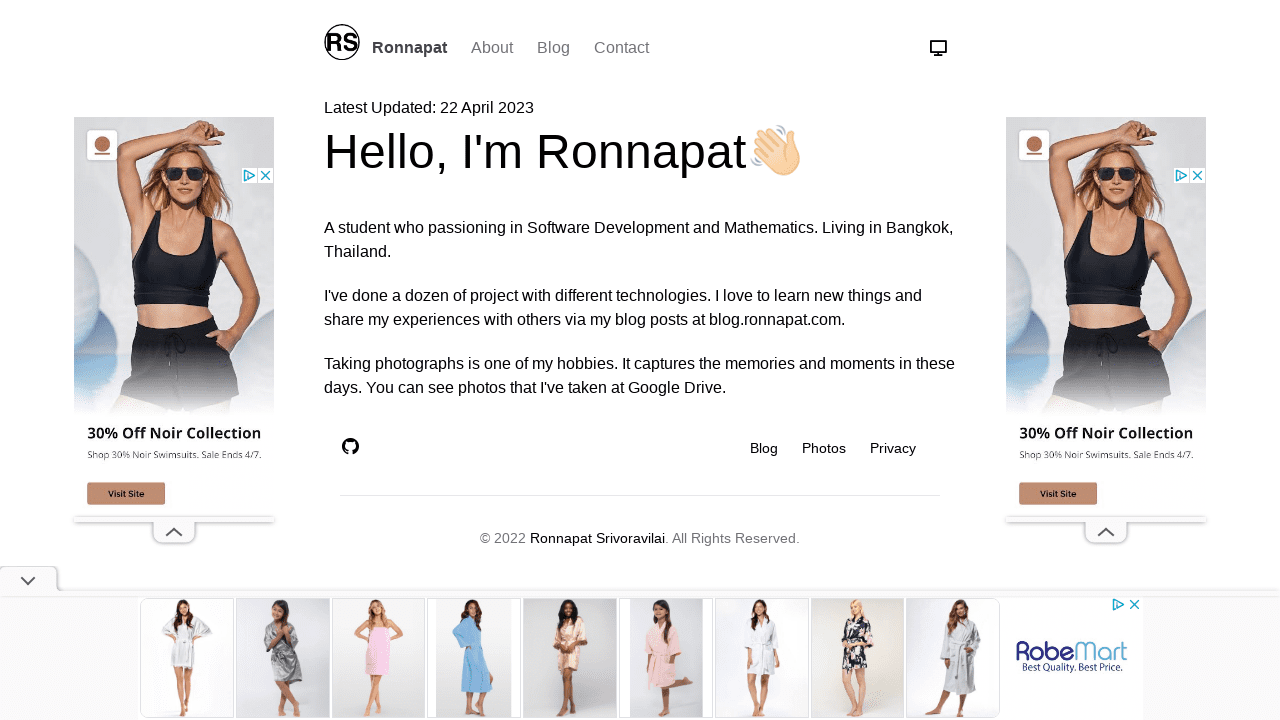 RS
Ronnapat About Blog Contact
Latest Updated: 22 April 2023
Hello, I'm Ronnapat👋🏻
A student who passioning in Software Development and Mathematics. Living in Bangkok,
Thailand.
I've done a dozen of project with different technologies. I love to learn new things and
share my experiences with others via my blog posts at blog.ronnapat.com.
Taking photographs is one of my hobbies. It captures the memories and moments in these
days. You can see photos that I've taken at Google Drive.
Blog Photos Privacy
© 2022 Ronnapat Srivoravilai. All Rights Reserved.
30% Off Noir Collection
Shop 30% Noir Swimsuits. Sale Ends 4/7.
Visit Site
30% Off Noir Collection
Shop 30% Noir Swimsuits. Sale Ends 4/7.
Visit Site
RobeMart
Best Quality. Best Price.